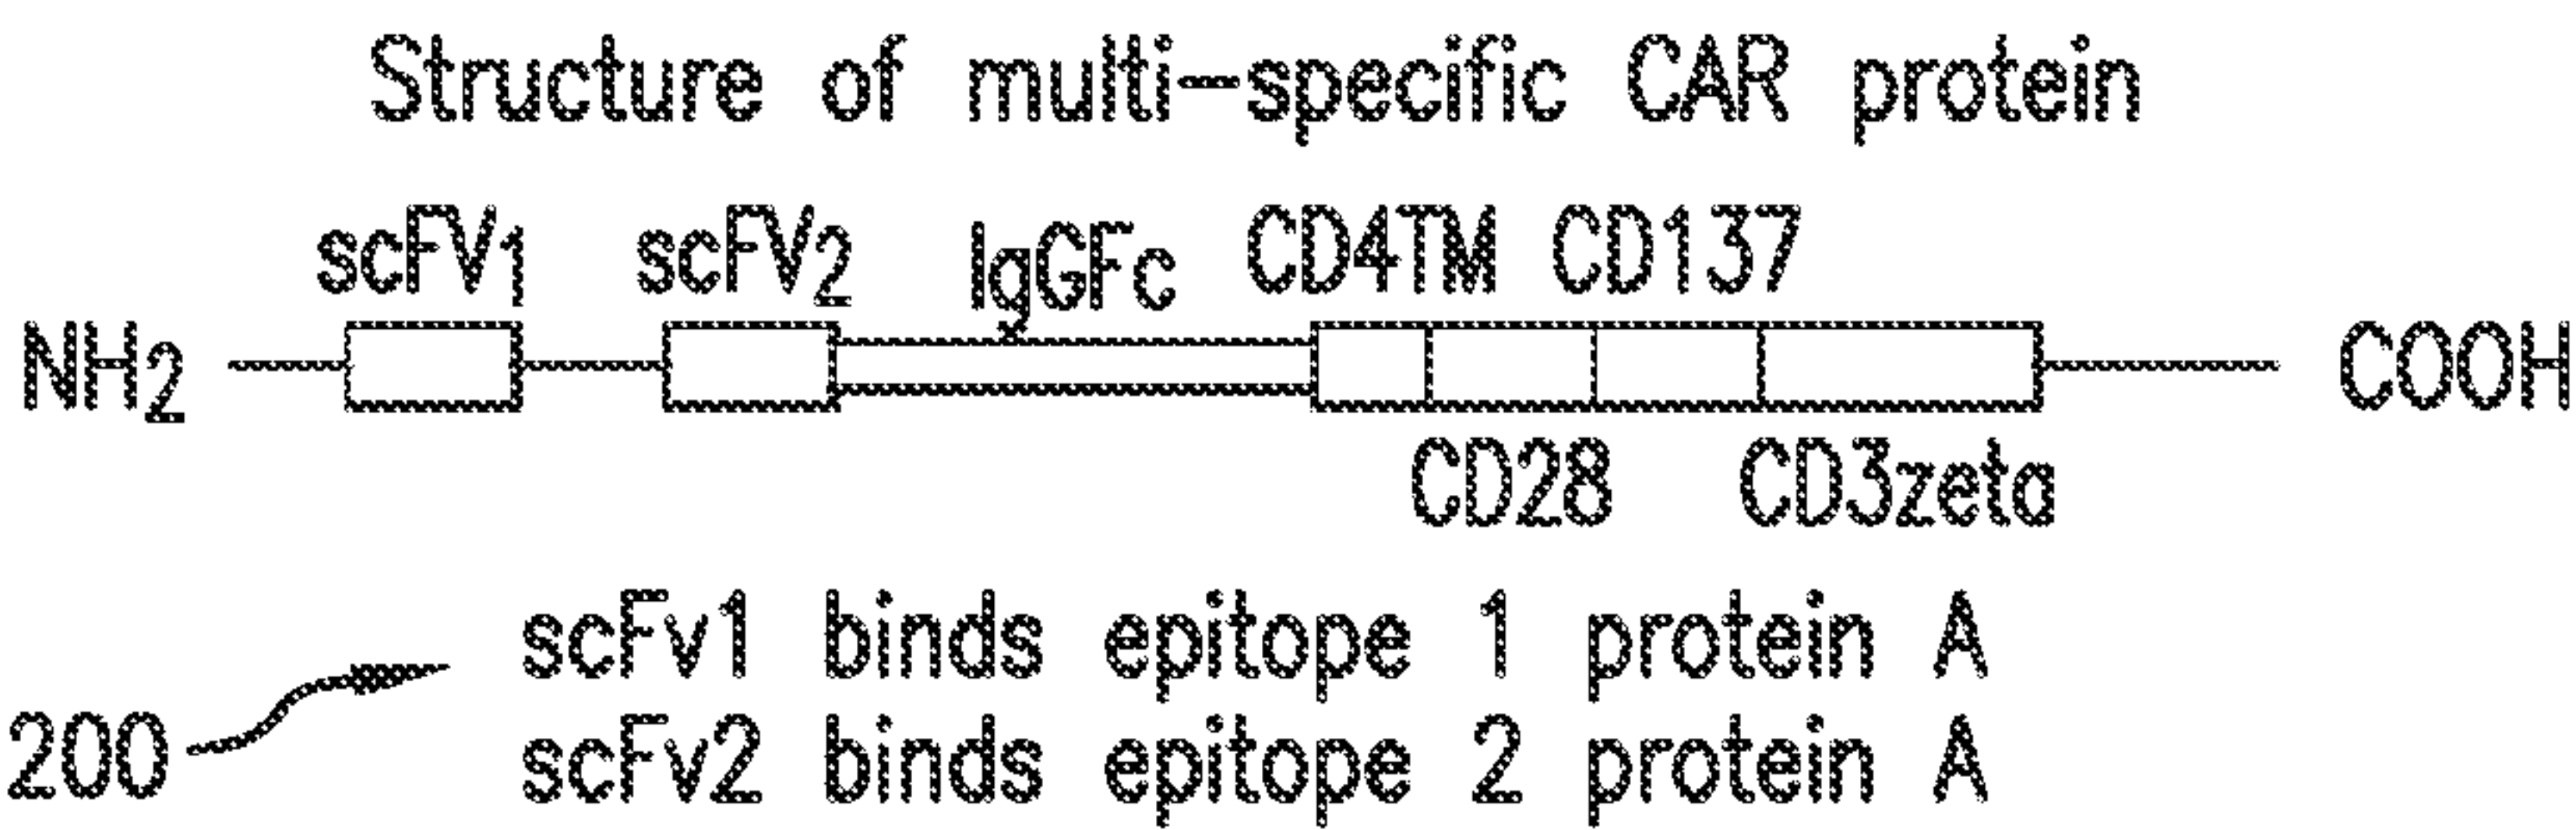 Structure of multi-specific CAR protein
scFV1 scFV2 IgGFc CD4TM CD137
NH2 COOH
CD28 CD3zeta
scFv1 binds epitope 1 protein A
200 scFv2 binds epitope 2 protein A